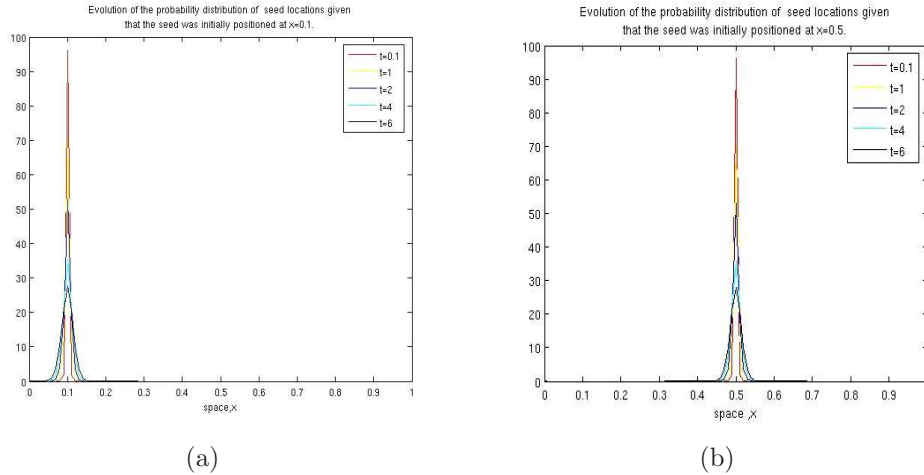 Evolution of the probability distribution of seed locations given
that the seed was initially positioned at x=0.1.
100
90
80
70
60
50
40
30
20
10
0
0 0.1 0.2 0.3 0.4 0.5 0.6 0.7 0.8 0.9 1
space,x
t=0.1
t=1
t=2
t=4
t=6
(a)
Evolution of the probability distribution of seed locations given
that the seed was initially positioned at x=0.5.
100
90
80
70
60
50
40
30
20
10
0
0 0.1 0.2 0.3 0.4 0.5 0.6 0.7 0.8 0.9
space ,x
t=0.1
t=1
t=2
t=4
t=6
(b)